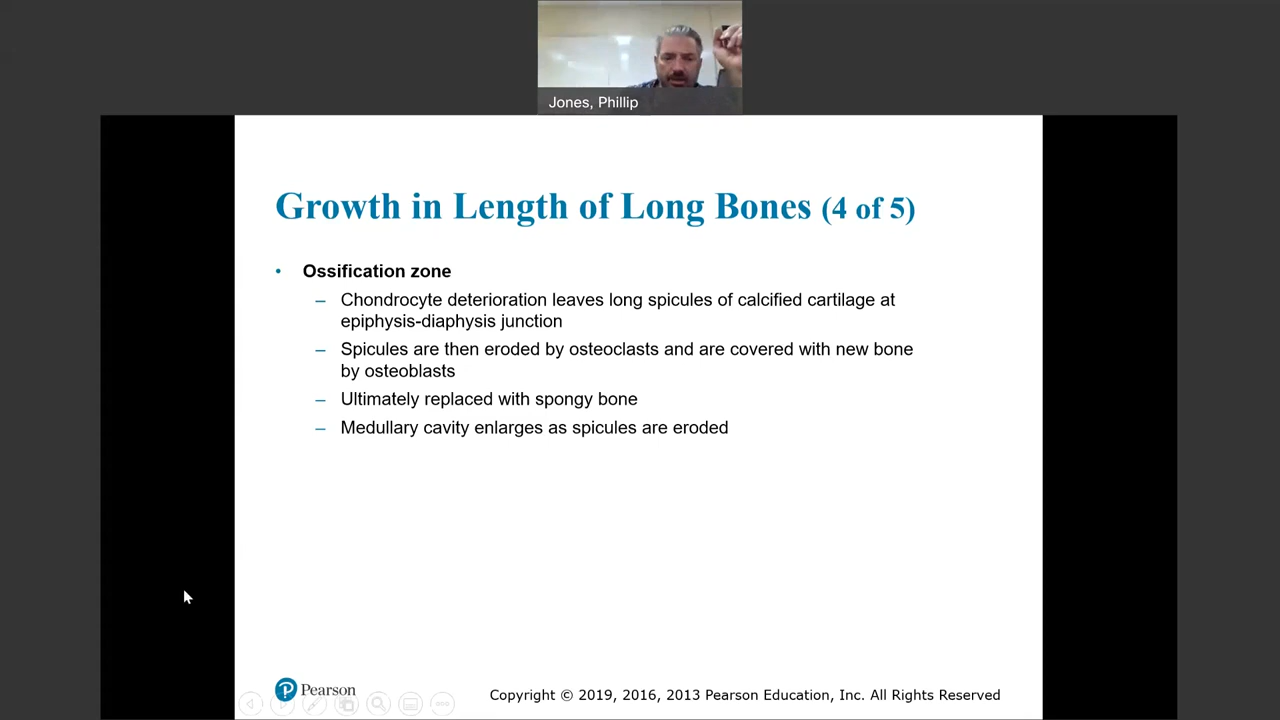 Jones, Phillip
Growth in Length of Long Bones (4 of 5)
• Ossification zone
– Chondrocyte deterioration leaves long spicules of calcified cartilage at
epiphysis-diaphysis junction
– Spicules are then eroded by osteoclasts and are covered with new bone
by osteoblasts
– Ultimately replaced with spongy bone
– Medullary cavity enlarges as spicules are eroded
P Pearson
Copyright © 2019, 2016, 2013 Pearson Education, Inc. All Rights Reserved